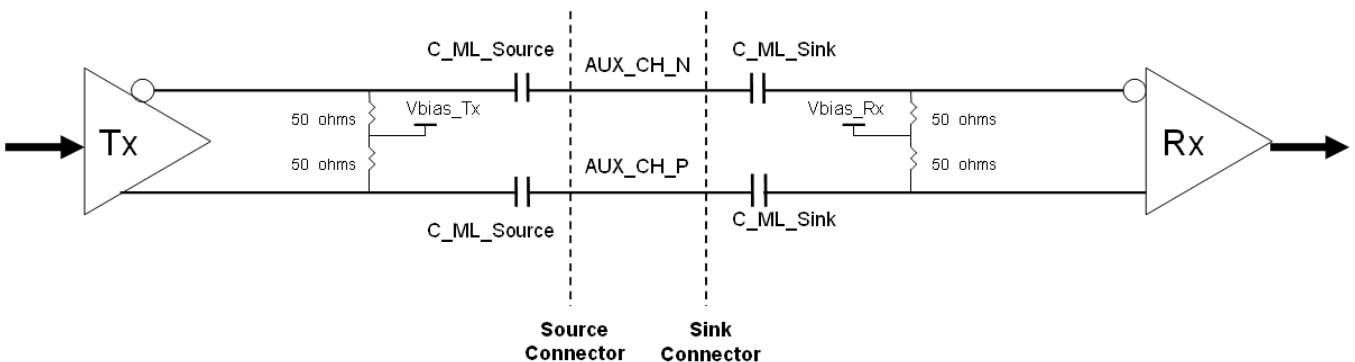 C_ML_Source
AUX_CH_N
C_ML_Sink
Tx
50 ohms
Vbias_Tx
Vbias_Rx
50 ohms
Rx
50 ohms
50 ohms
AUX_CH_P
C_ML_Source
C_ML_Sink
Source
Connector
Sink
Connector